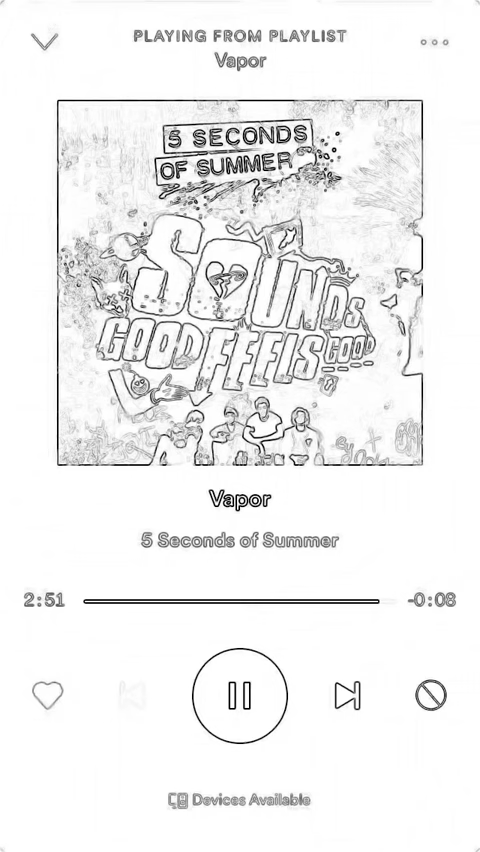 PLAYING FROM PLAYLIST
Vapor
5 SECONDS
OF SUMMER
SOUNDS
GOOD FEELS GOOD
Vapor
5 Seconds of Summer
2:51 -0:08
Devices Available